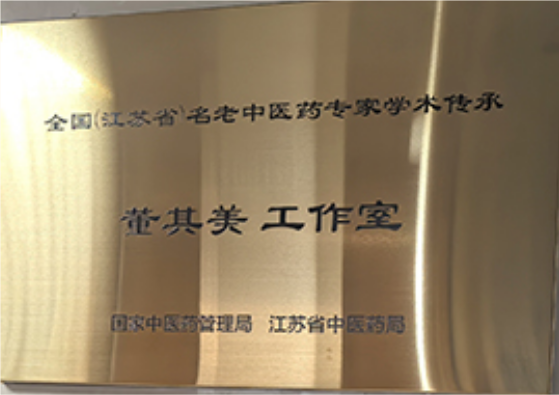 全国(江苏省)名老中医药专家学术传承
董其美 工作室
国家中医药管理局 江苏省中医药局